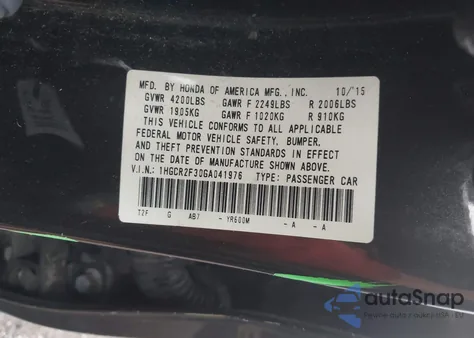 MFD. BY HONDA OF AMERICA MFG., INC. 10/15
GVWR 4200LBS GAWR F 2249LBS R 2006LBS
GVWR 1905KG GAWR F 1020KG R 910KG
THIS VEHICLE CONFORMS TO ALL APPLICABLE
FEDERAL MOTOR VEHICLE SAFETY, BUMPER,
AND THEFT PREVENTION STANDARDS IN EFFECT
ON THE DATE OF MANUFACTURE SHOWN ABOVE.
V.I.N.: 1HGCR2F30GA041976 TYPE: PASSENGER CAR
T2F G AB7 - YR600M - A - A
autoSnap